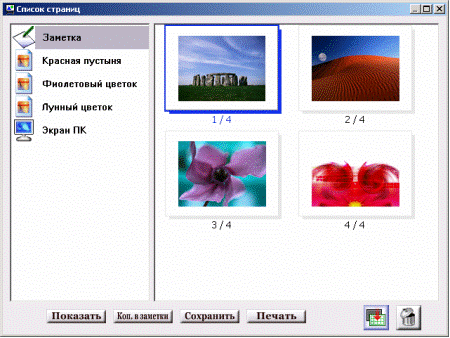 Список страниц
Заметка
Красная пустыня
Фиолетовый цветок
Лунный цветок
Экран ПК
1 / 4
2 / 4
3 / 4
4 / 4
Показать
Коп. в заметки
Сохранить
Печать